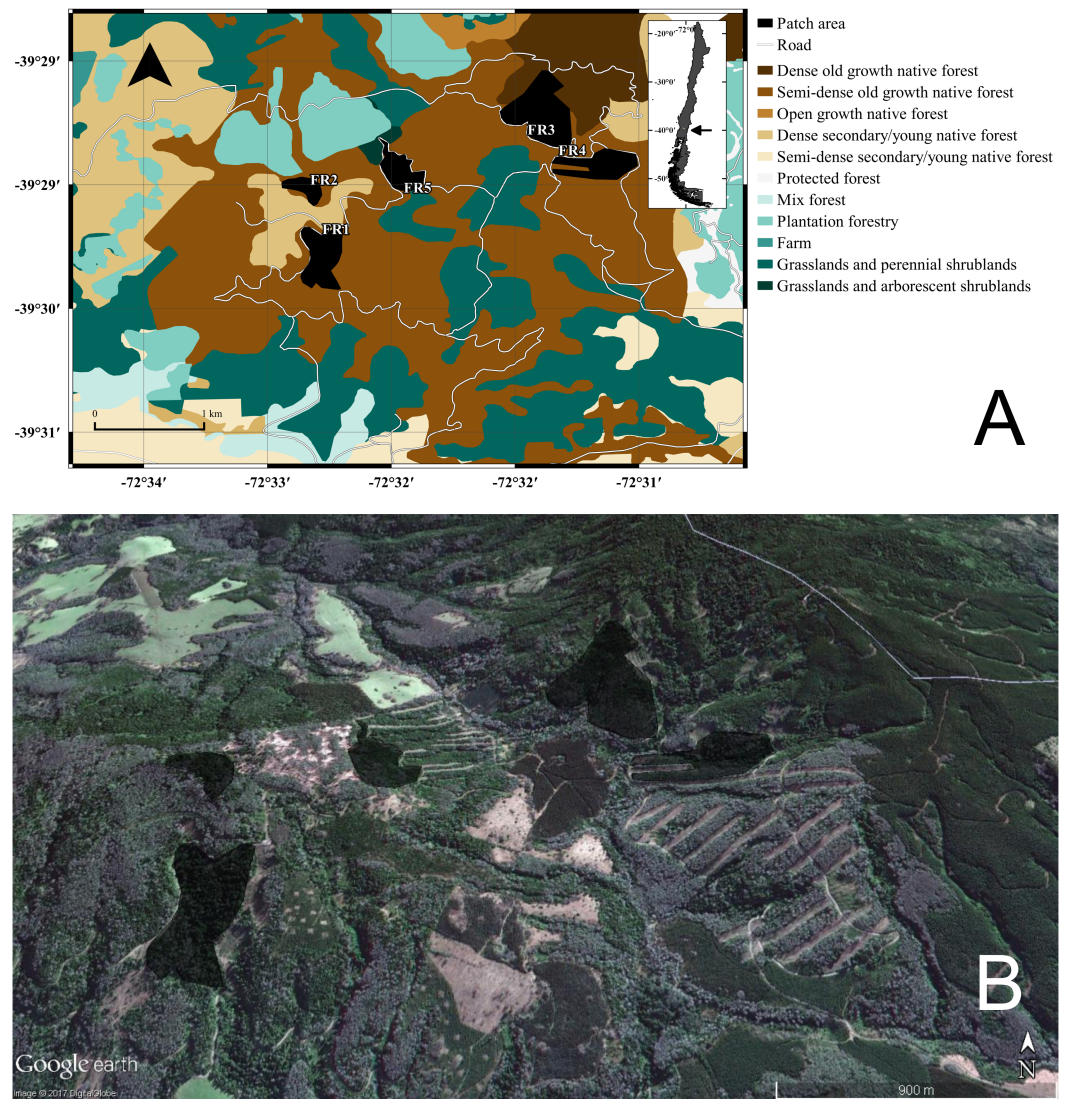 -20°0'
-72°0'
-30°0'
-40°0'
-50°
-39°29'
-39°29'
-39°30'
-39°31'
FR3
FR4
FR2
FR5
FR1
0
1 km
-72°34'
-72°33'
-72°32'
-72°32'
-72°31'
Patch area
Road
Dense old growth native forest
Semi-dense old growth native forest
Open growth native forest
Dense secondary/young native forest
Semi-dense secondary/young native forest
Protected forest
Mix forest
Plantation forestry
Farm
Grasslands and perennial shrublands
Grasslands and arborescent shrublands
A
B
N
Google earth
Image © 2017 DigitalGlobe
900 m